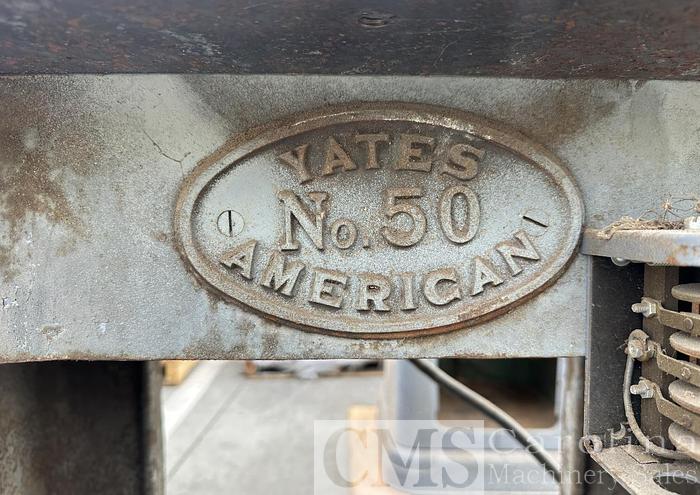 YATES
No. 50
AMERICAN
CMS Carolina
Machinery Sales